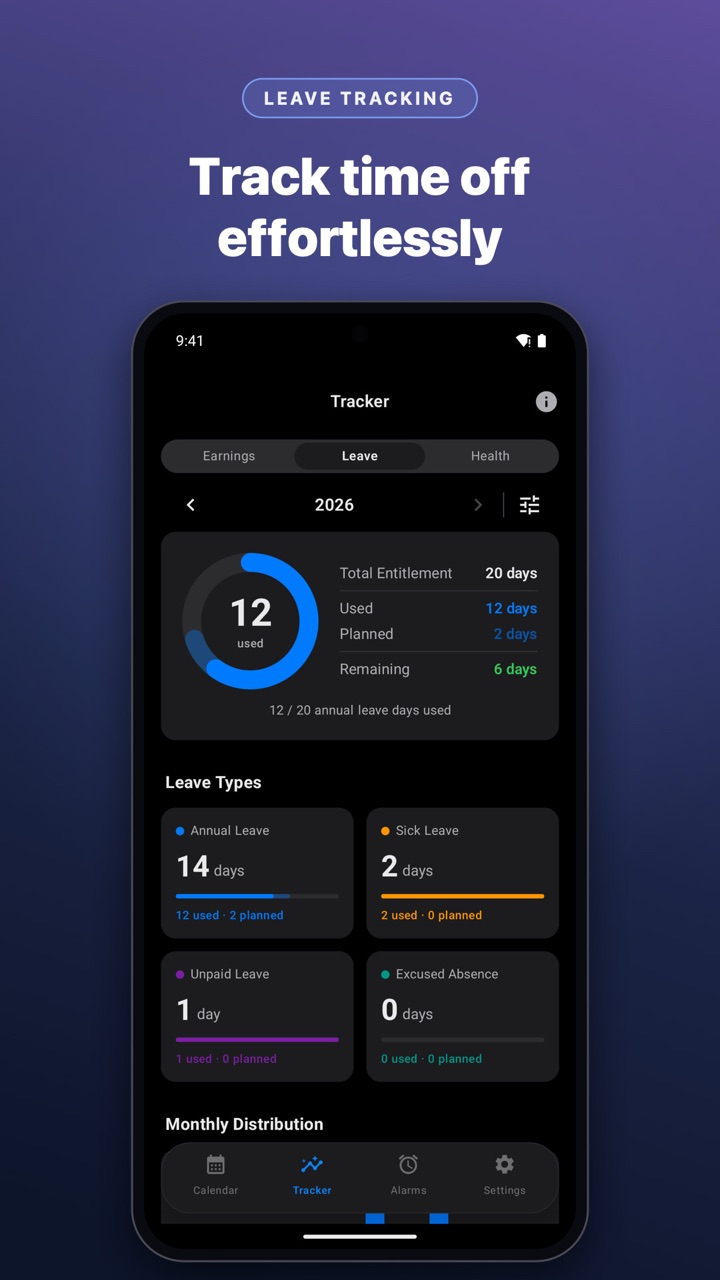 LEAVE TRACKING
Track time off
effortlessly
9:41
Tracker
Earnings Leave Health
2026
12
used
Total Entitlement 20 days
Used 12 days
Planned 2 days
Remaining 6 days
12 / 20 annual leave days used
Leave Types
Annual Leave
14 days
12 used · 2 planned
Sick Leave
2 days
2 used · 0 planned
Unpaid Leave
1 day
1 used · 0 planned
Excused Absence
0 days
0 used · 0 planned
Monthly Distribution
Calendar Tracker Alarms Settings